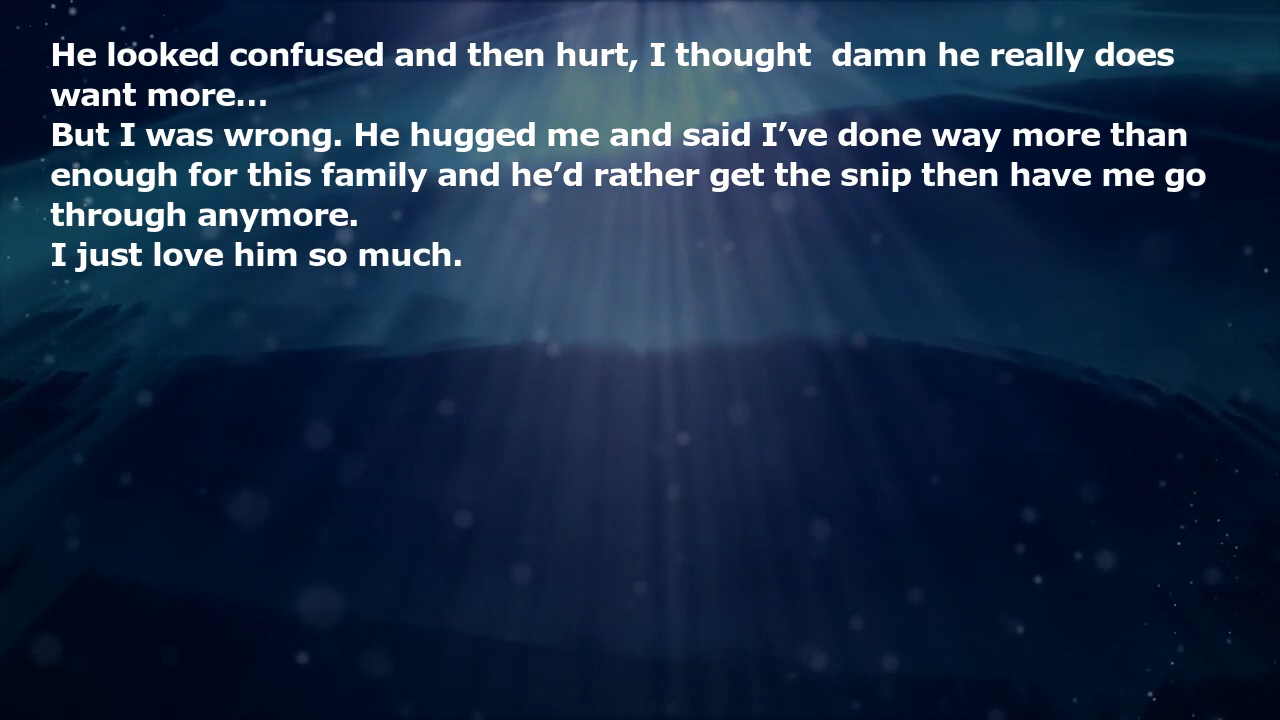 He looked confused and then hurt, I thought  damn he really does
want more...
But I was wrong. He hugged me and said I’ve done way more than
enough for this family and he’d rather get the snip then have me go
through anymore.
I just love him so much.